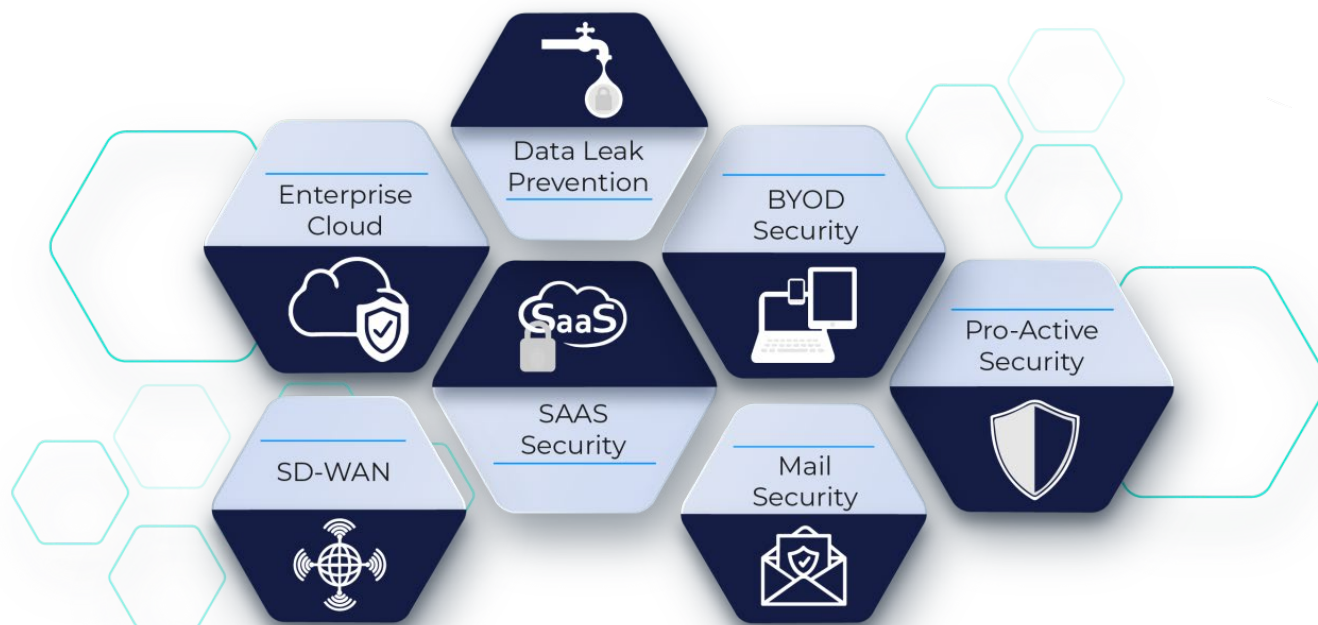 Data Leak
Prevention
Enterprise
Cloud
BYOD
Security
SaaS
Pro-Active
Security
SAAS
Security
SD-WAN
Mail
Security